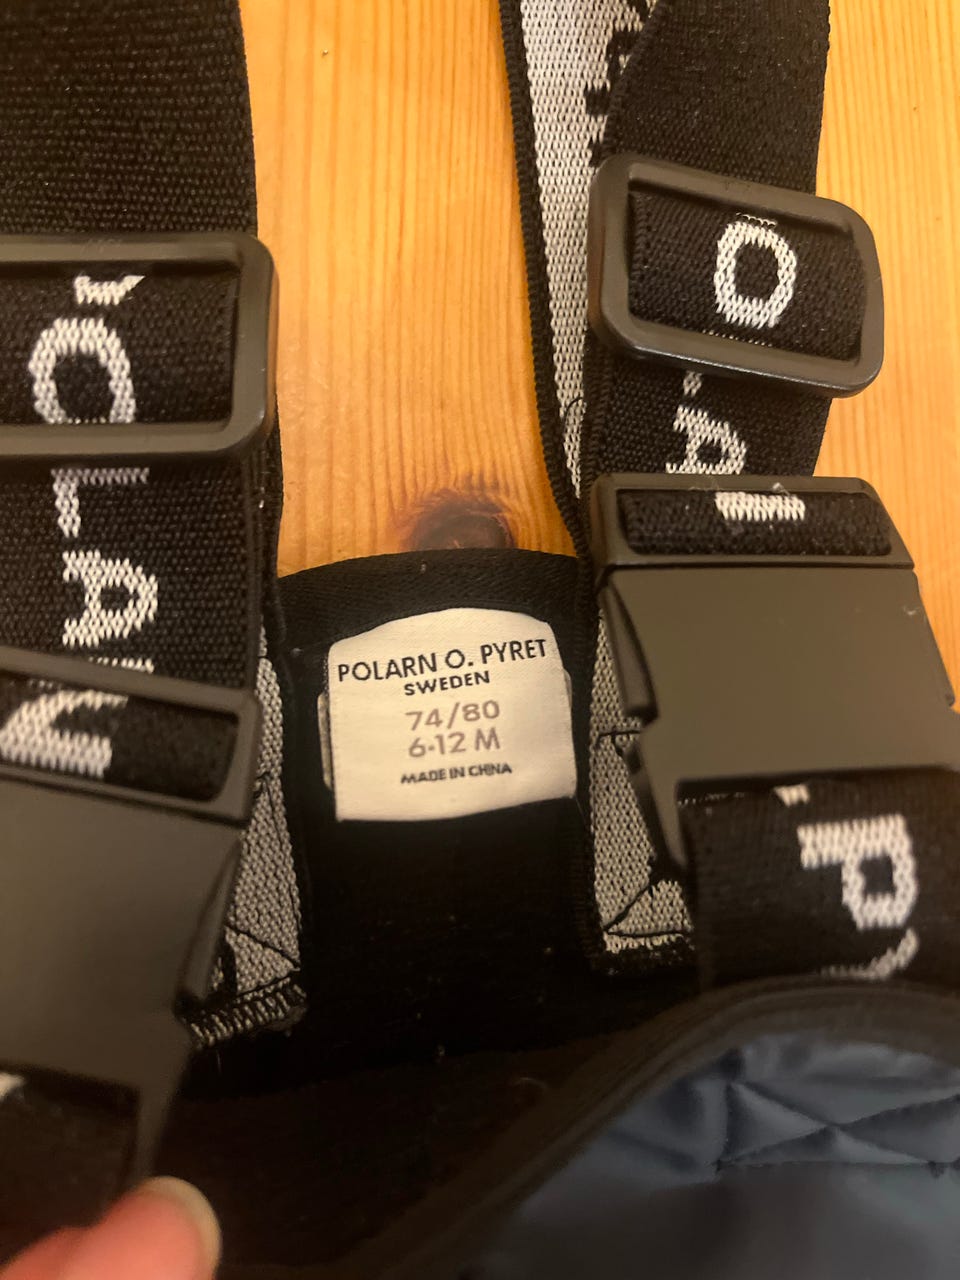 POLARN O. PYRET
SWEDEN
74/80
6-12 M
MADE IN CHINA